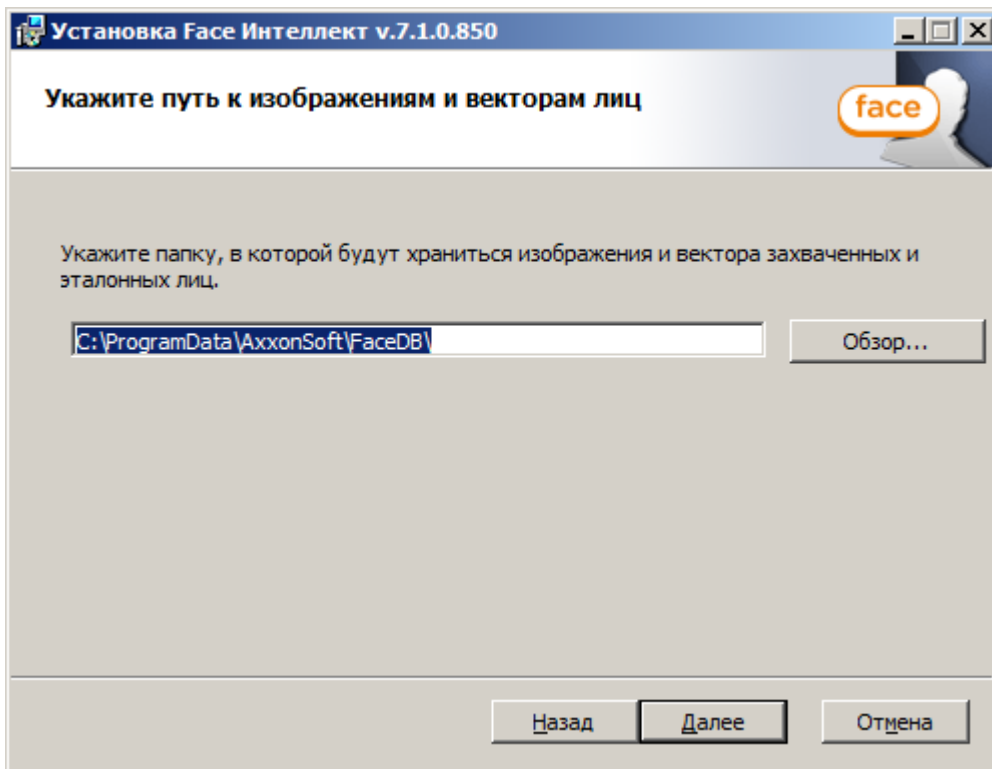 Установка Face Интеллект v.7.1.0.850
Укажите путь к изображениям и векторам лиц
face
Укажите папку, в которой будут храниться изображения и вектора захваченных и
эталонных лиц.
C:\ProgramData\AxxonSoft\FaceDB\
Обзор...
Назад
Далее
Отмена